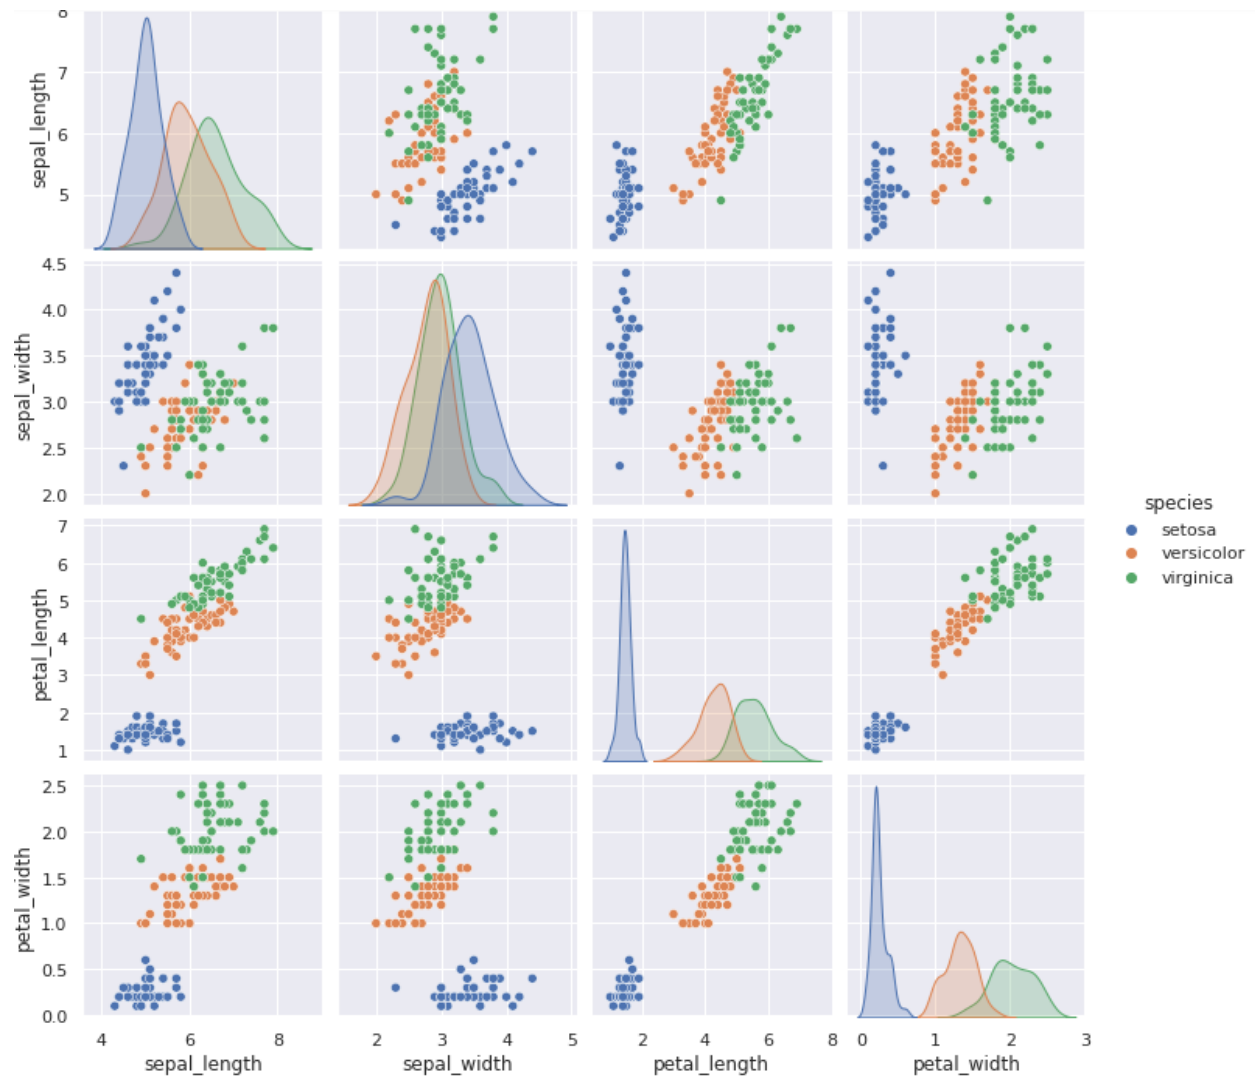 8
7
6
5
sepal_length
4.5
4.0
3.5
3.0
2.5
2.0
sepal_width
species
setosa
versicolor
virginica
7
6
5
4
3
2
1
petal_length
2.5
2.0
1.5
1.0
0.5
0.0
petal_width
4 6 8 2 3 4 5 2 4 6 8 0 1 2 3
sepal_length sepal_width petal_length petal_width